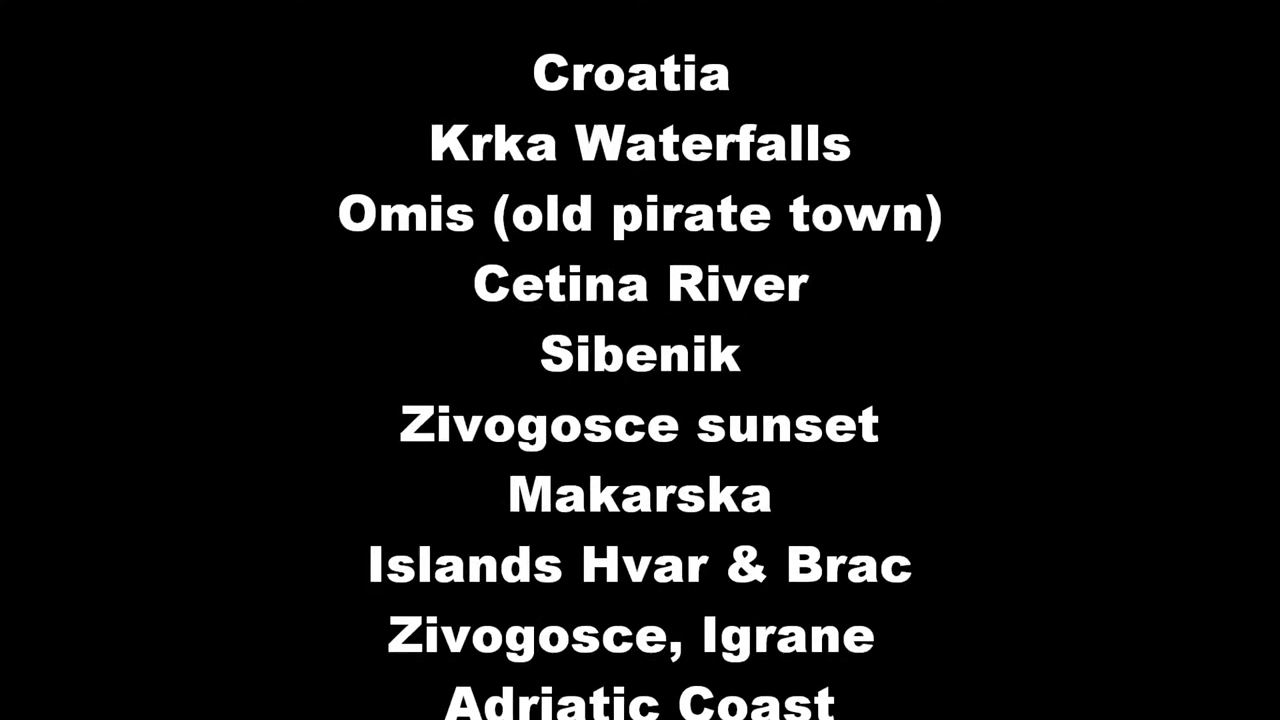 Croatia
Krka Waterfalls
Omis (old pirate town)
Cetina River
Sibenik
Zivogosce sunset
Makarska
Islands Hvar & Brac
Zivogosce, Igrane
Adriatic Coast